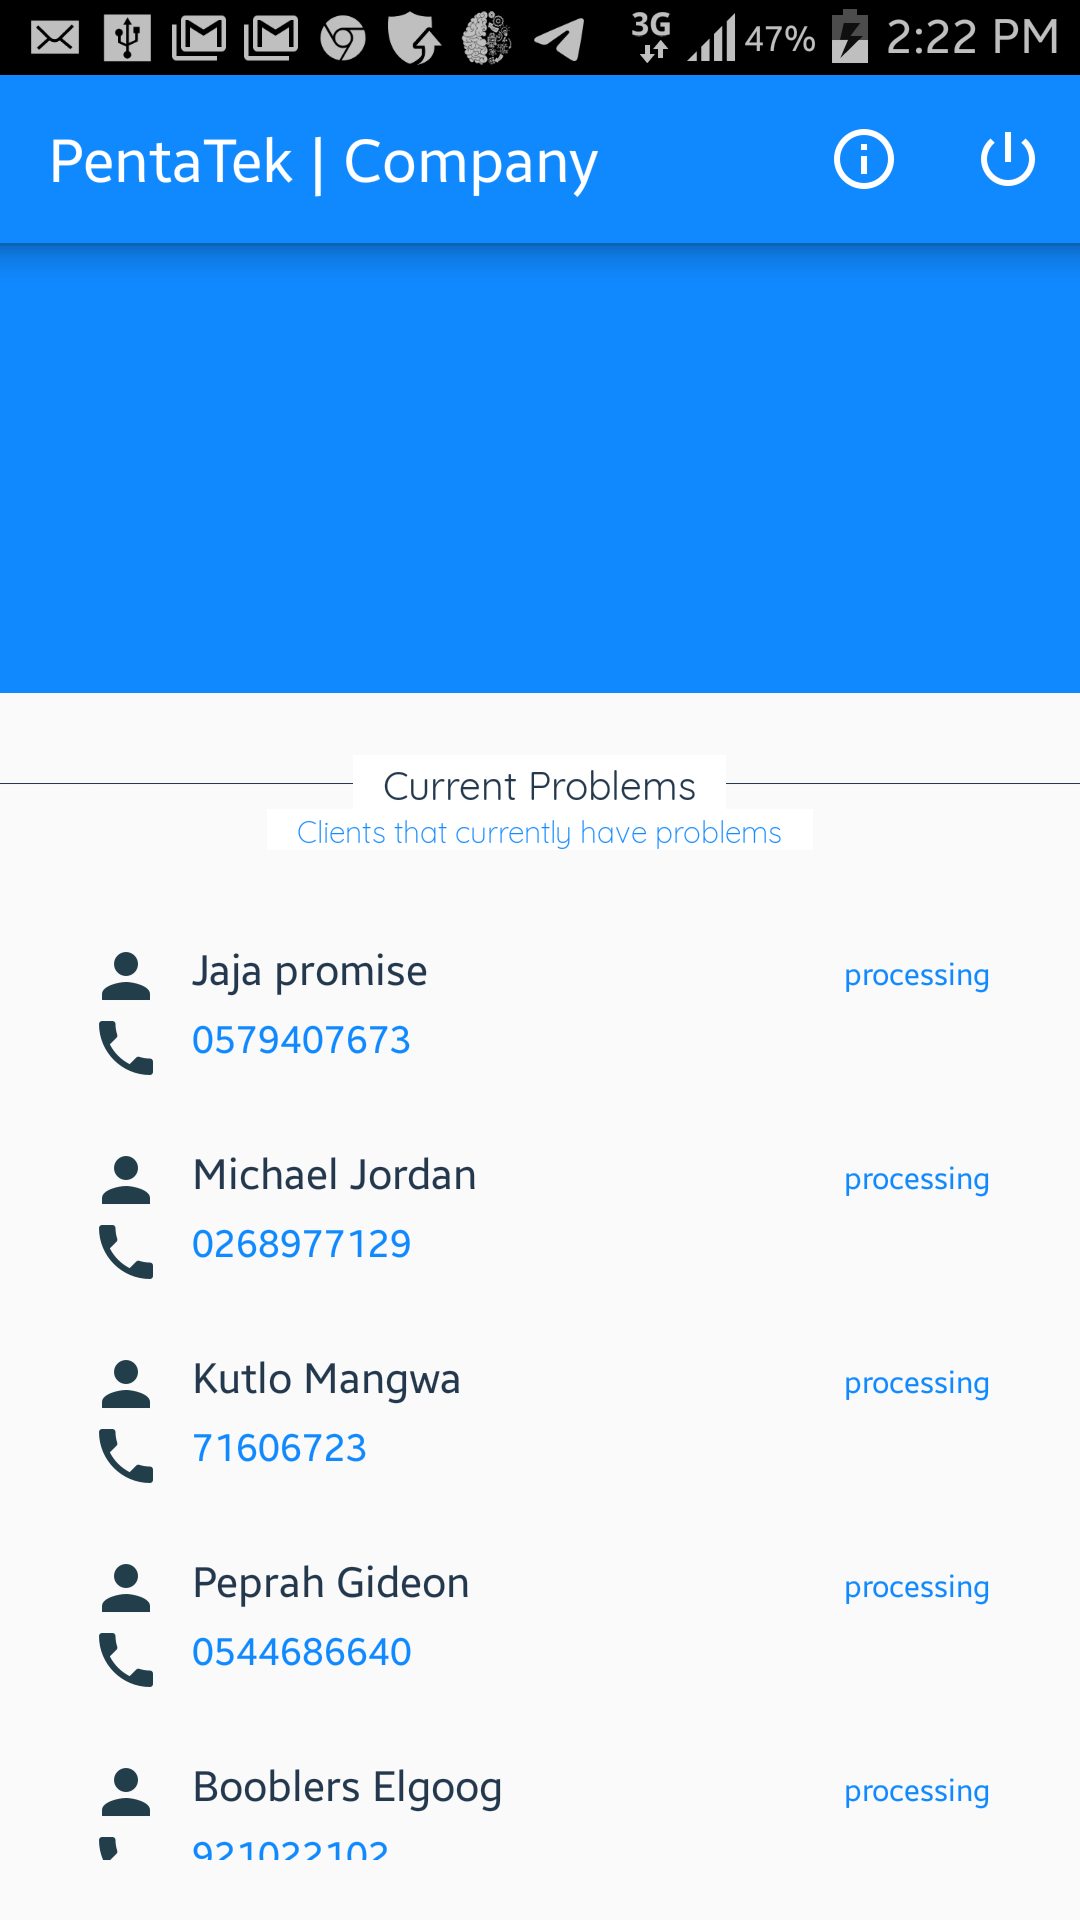 3G 47% 2:22 PM
PentaTek | Company
Current Problems
Clients that currently have problems
Jaja promise processing
0579407673
Michael Jordan processing
0268977129
Kutlo Mangwa processing
71606723
Peprah Gideon processing
0544686640
Booblers Elgoog processing
921022102